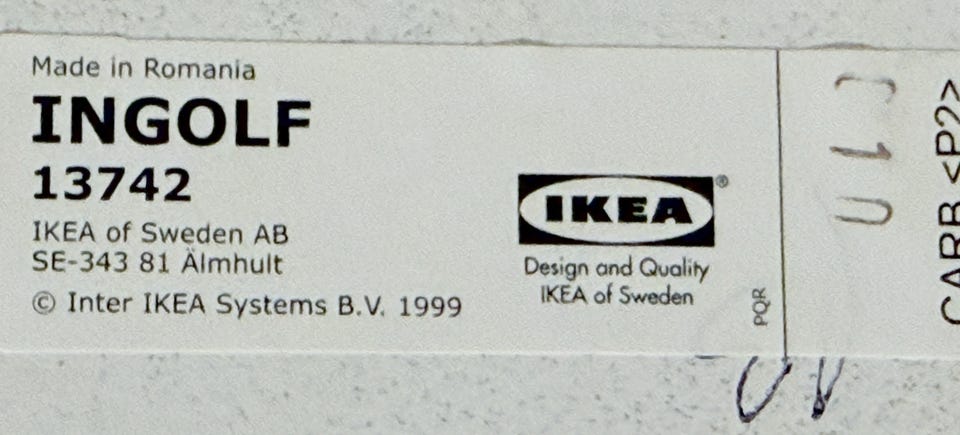 Made in Romania
INGOLF
13742
IKEA of Sweden AB
SE-343 81 Älmhult
© Inter IKEA Systems B.V. 1999
IKEA®
Design and Quality
IKEA of Sweden
PQR
CARB <P2>